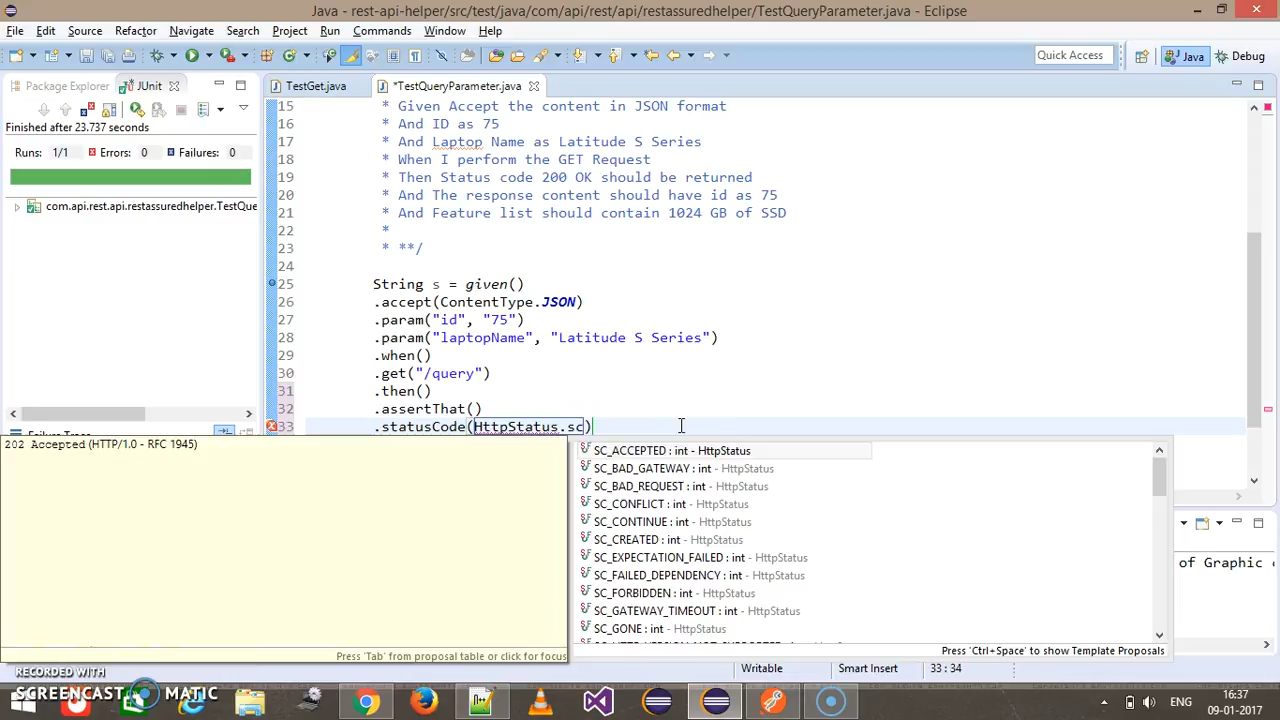 Java - rest-api-helper/src/test/java/com/api/rest/api/restassuredhelper/TestQueryParameter.java - Eclipse
File Edit Source Refactor Navigate Search Project Run Commands Window Help
Quick Access Java Debug
Package Explorer JUnit TestGet.java *TestQueryParameter.java
Finished after 23.737 seconds
Runs: 1/1 Errors: 0 Failures: 0
com.api.rest.api.restassuredhelper.TestQue
Failure Trace
15 * Given Accept the content in JSON format
16 * And ID as 75
17 * And Laptop Name as Latitude S Series
18 * When I perform the GET Request
19 * Then Status code 200 OK should be returned
20 * And The response content should have id as 75
21 * And Feature list should contain 1024 GB of SSD
22 *
23 * **/
24
25 String s = given()
26 .accept(ContentType.JSON)
27 .param("id", "75")
28 .param("laptopName", "Latitude S Series")
29 .when()
30 .get("/query")
31 .then()
32 .assertThat()
33 .statusCode(HttpStatus.sc)
202 Accepted (HTTP/1.0 - RFC 1945)
Press 'Tab' from proposal table or click for focus
SC_ACCEPTED : int - HttpStatus
SC_BAD_GATEWAY : int - HttpStatus
SC_BAD_REQUEST : int - HttpStatus
SC_CONFLICT : int - HttpStatus
SC_CONTINUE : int - HttpStatus
SC_CREATED : int - HttpStatus
SC_EXPECTATION_FAILED : int - HttpStatus
SC_FAILED_DEPENDENCY : int - HttpStatus
SC_FORBIDDEN : int - HttpStatus
SC_GATEWAY_TIMEOUT : int - HttpStatus
SC_GONE : int - HttpStatus
Press 'Ctrl+Space' to show Template Proposals
of Graphic
Writable Smart Insert 33 : 34
RECORDED WITH
SCREENCAST MATIC
ENG
16:37
09-01-2017